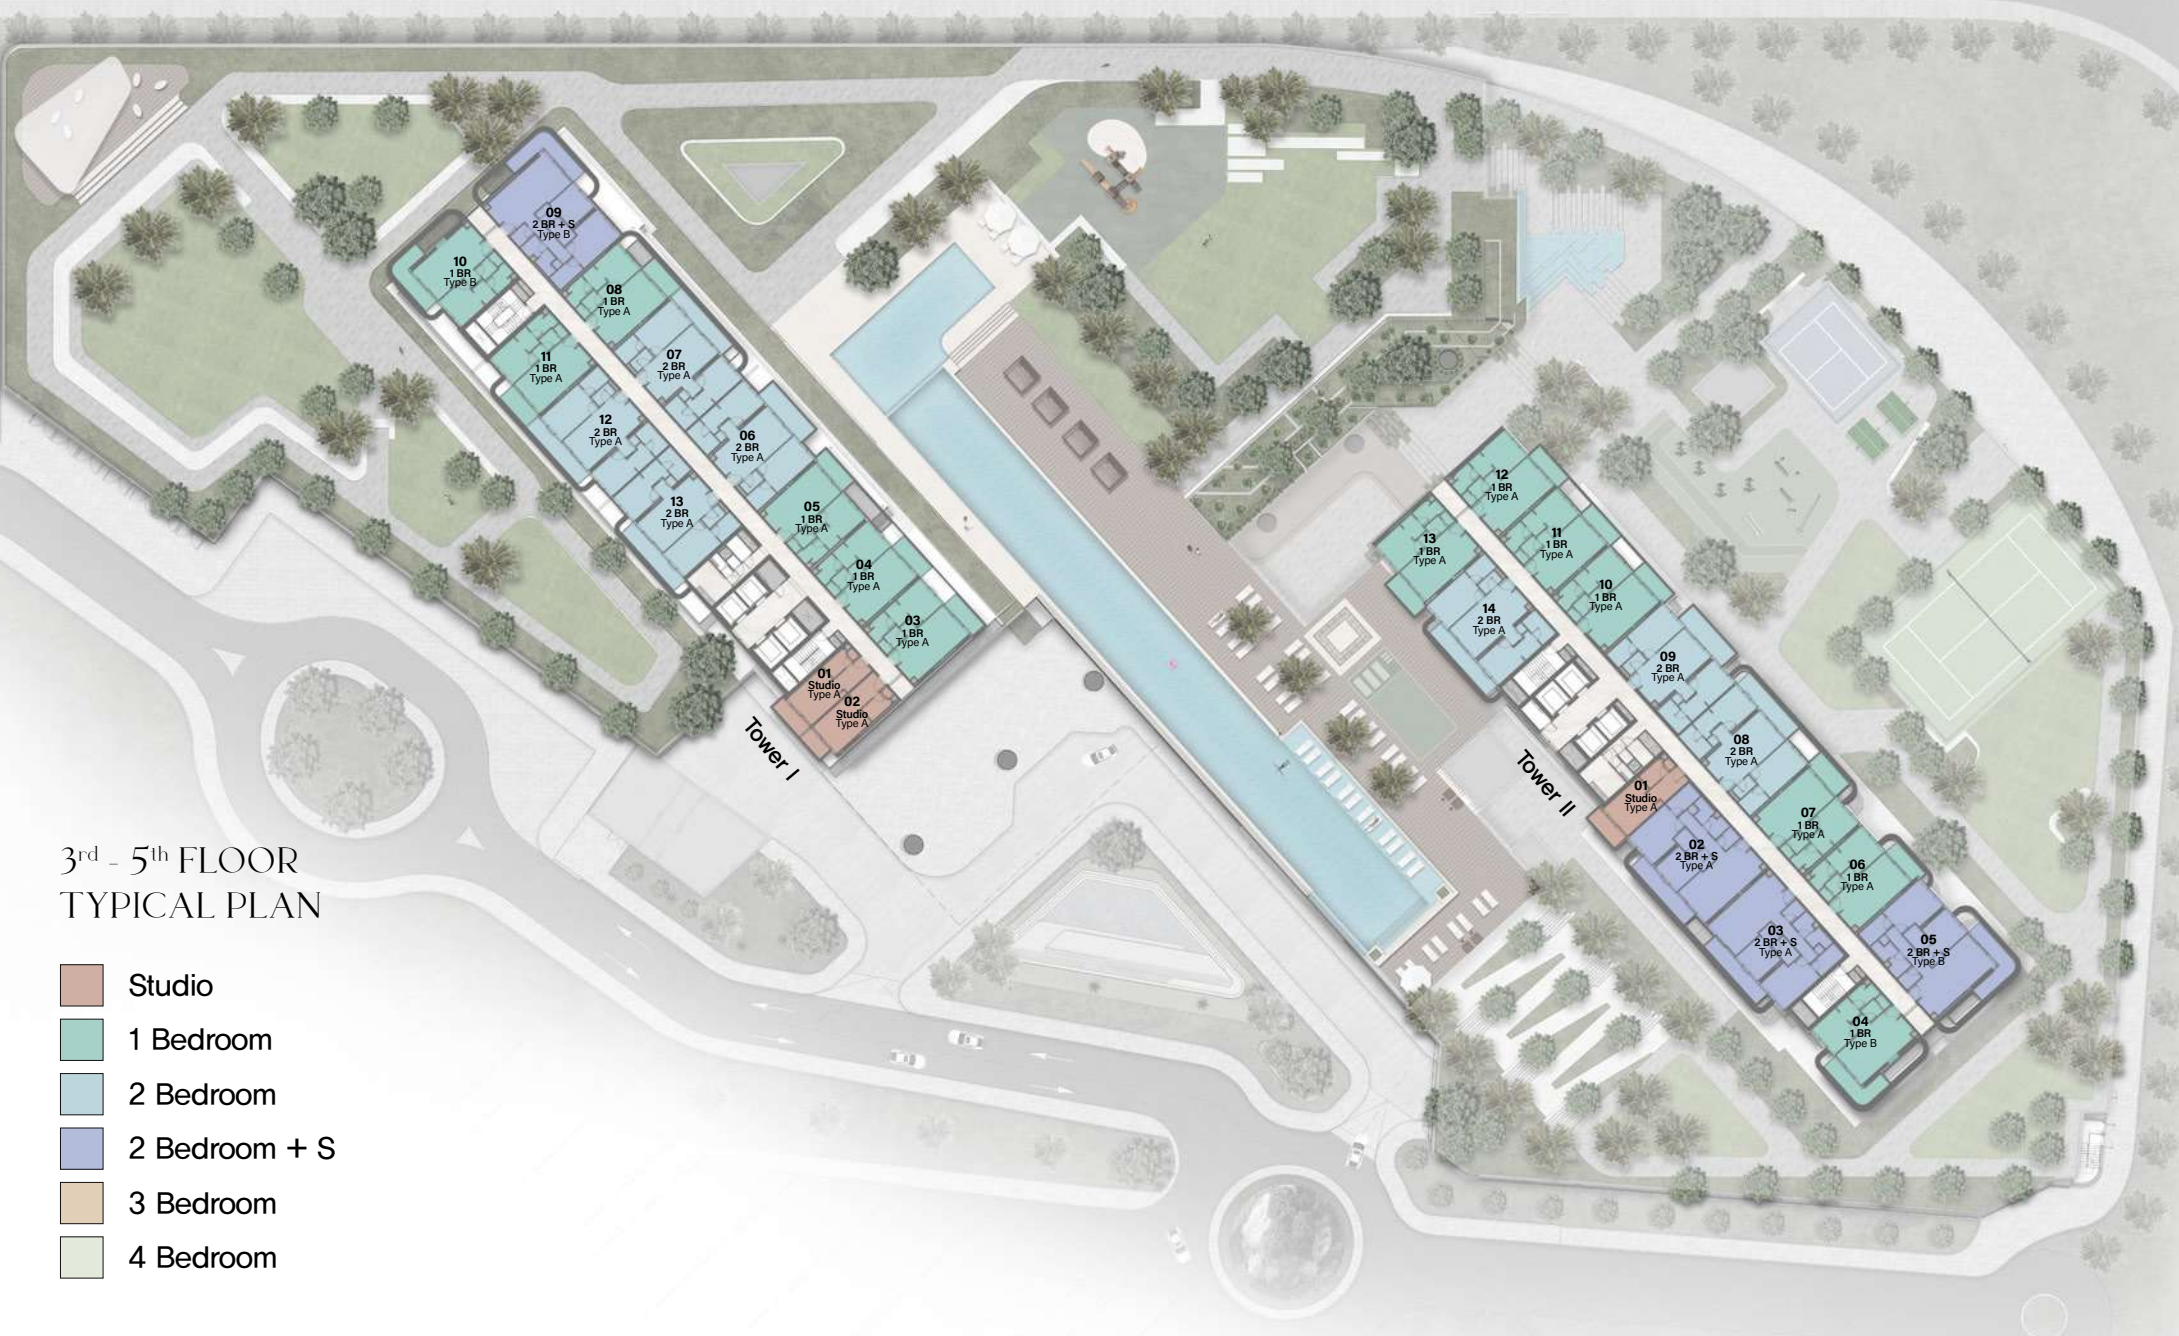 09
2 BR + S
Type B
10
1 BR
Type B
08
1 BR
Type A
11
1 BR
Type A
07
2 BR
Type A
12
2 BR
Type A
06
2 BR
Type A
13
2 BR
Type A
05
1 BR
Type A
04
1 BR
Type A
03
1 BR
Type A
01
Studio
Type A
02
Studio
Type A
Tower I
12
1 BR
Type A
13
1 BR
Type A
11
1 BR
Type A
10
1 BR
Type A
14
2 BR
Type A
09
2 BR
Type A
08
2 BR
Type A
01
Studio
Type A
07
1 BR
Type A
02
2 BR + S
Type A
06
1 BR
Type A
03
2 BR + S
Type A
05
2 BR + S
Type B
04
1 BR
Type B
Tower II
3rd - 5th FLOOR
TYPICAL PLAN
Studio
1 Bedroom
2 Bedroom
2 Bedroom + S
3 Bedroom
4 Bedroom